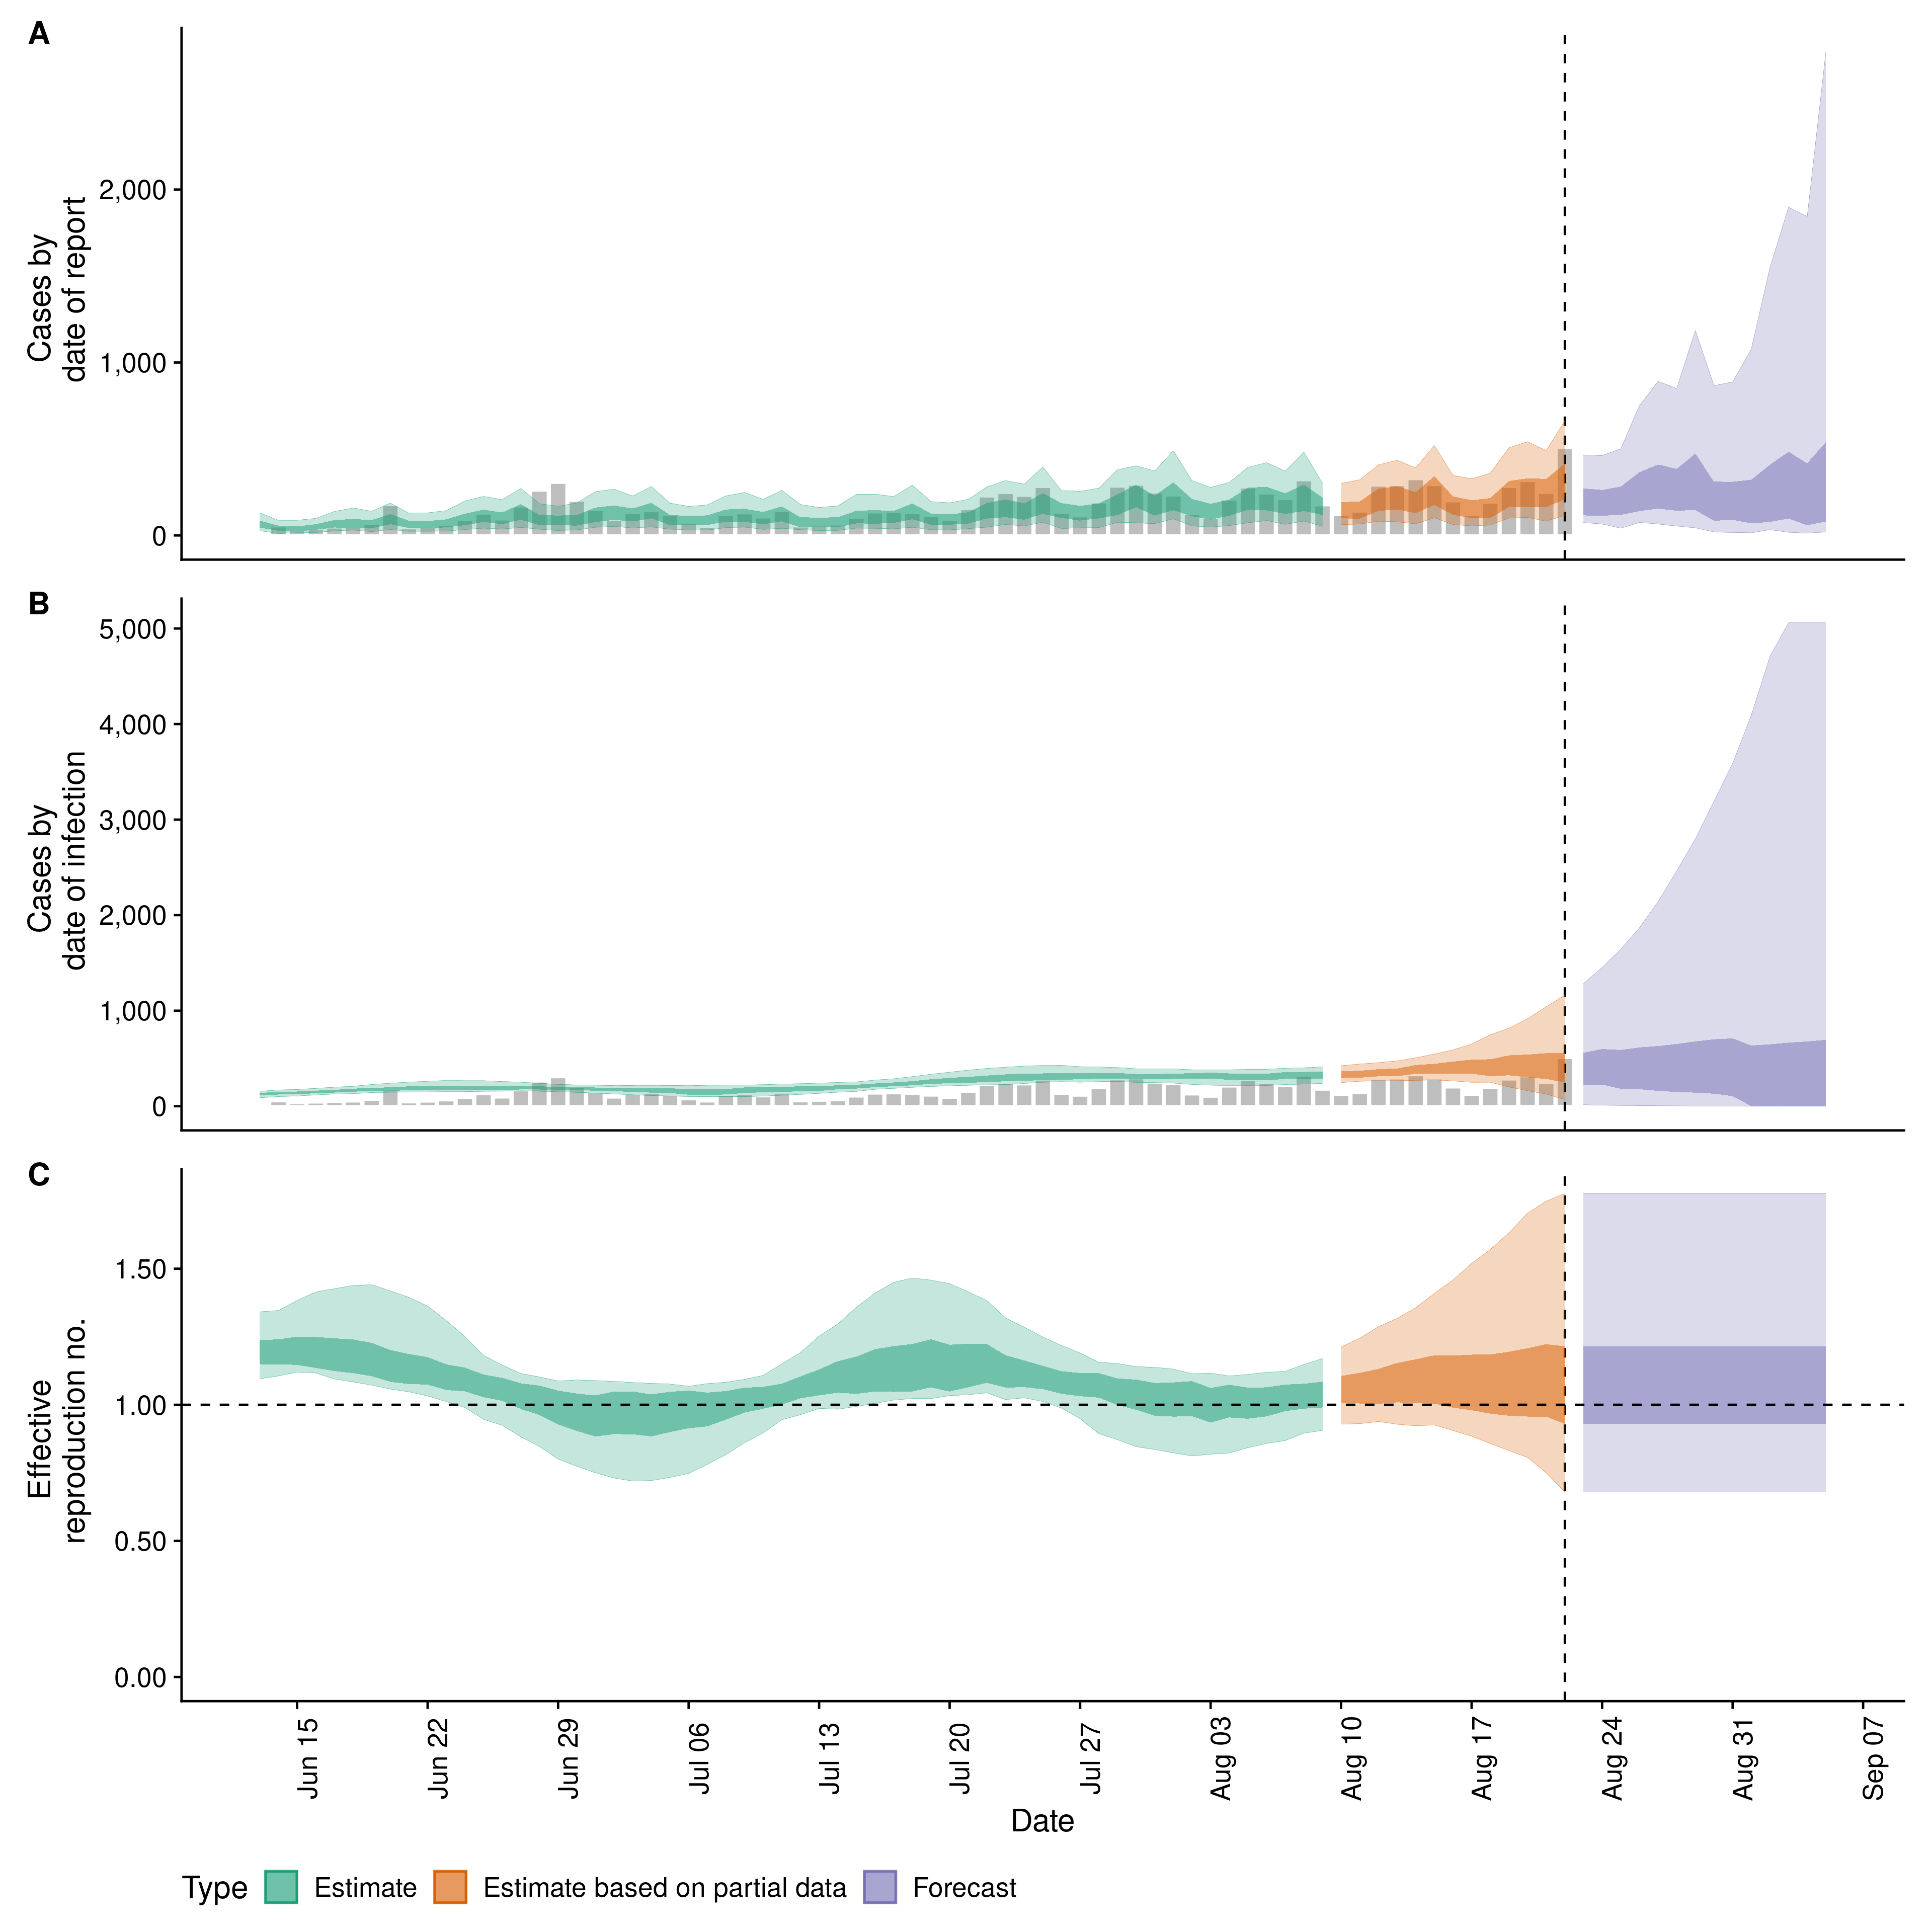 A
Cases by
date of report
2,000
1,000
0
B
Cases by
date of infection
5,000
4,000
3,000
2,000
1,000
0
C
Effective
reproduction no.
1.50
1.00
0.50
0.00
Jun 15
Jun 22
Jun 29
Jul 06
Jul 13
Jul 20
Jul 27
Aug 03
Aug 10
Aug 17
Aug 24
Aug 31
Sep 07
Date
Type Estimate Estimate based on partial data Forecast